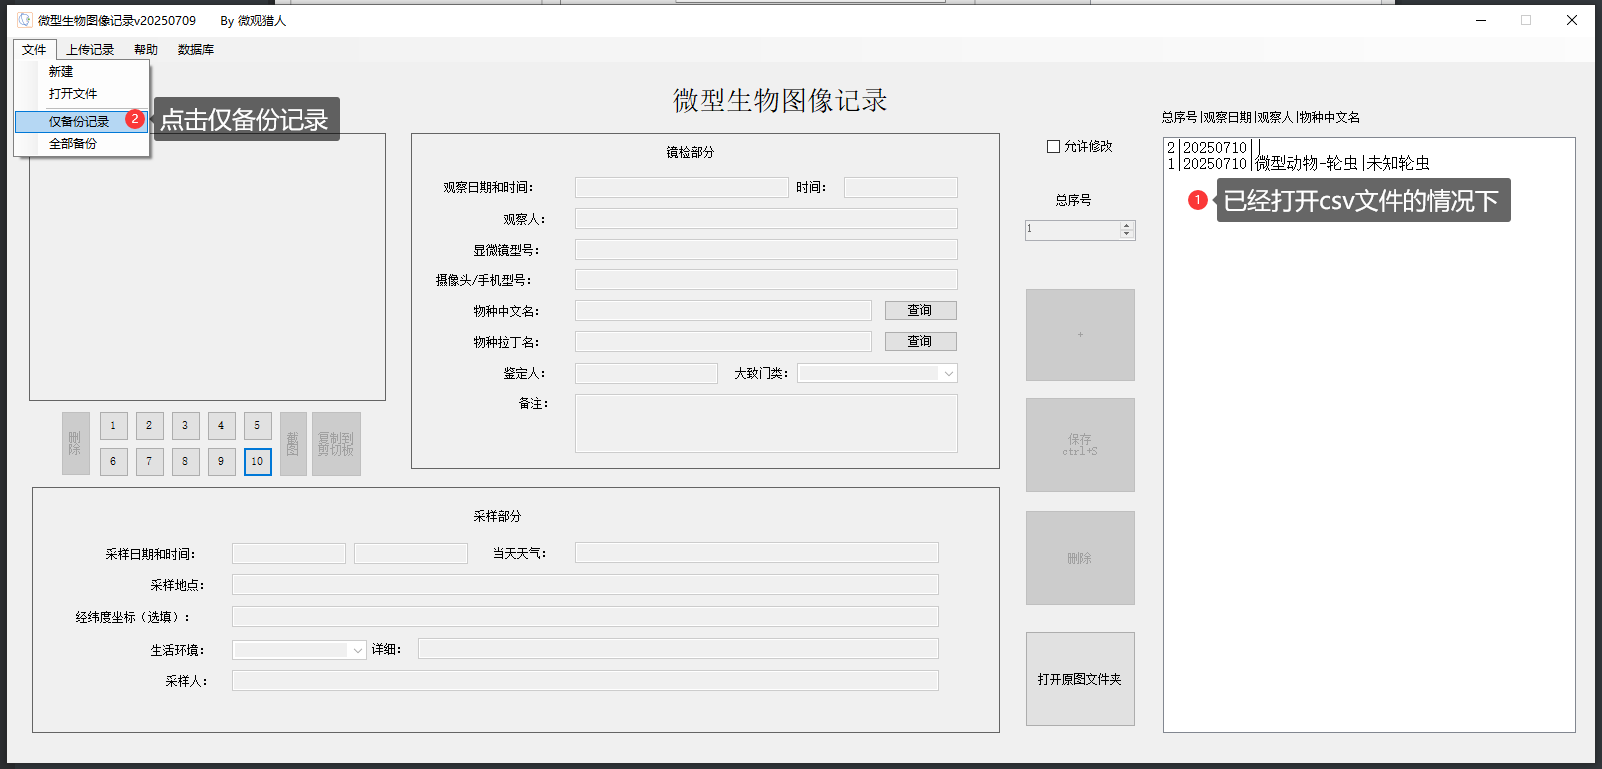 微型生物图像记录v20250709 By 微观猎人
文件 上传记录 帮助 数据库
新建
打开文件
仅备份记录 2 点击仅备份记录
全部备份
微型生物图像记录
镜检部分
观察日期和时间： 时间：
观察人：
显微镜型号：
摄像头/手机型号：
物种中文名： 查询
物种拉丁名： 查询
鉴定人： 大致门类：
备注：
删除
1 2 3 4 5
6 7 8 9 10
截图
复制到
剪切板
采样部分
采样日期和时间： 当天天气：
采样地点：
经纬度坐标（选填）：
生活环境： 详细：
采样人：
允许修改
总序号
1
+
保存
ctrl+S
删除
打开原图文件夹
总序号|观察日期|观察人|物种中文名
2|20250710||
1|20250710|微型动物-轮虫|未知轮虫
1 已经打开csv文件的情况下